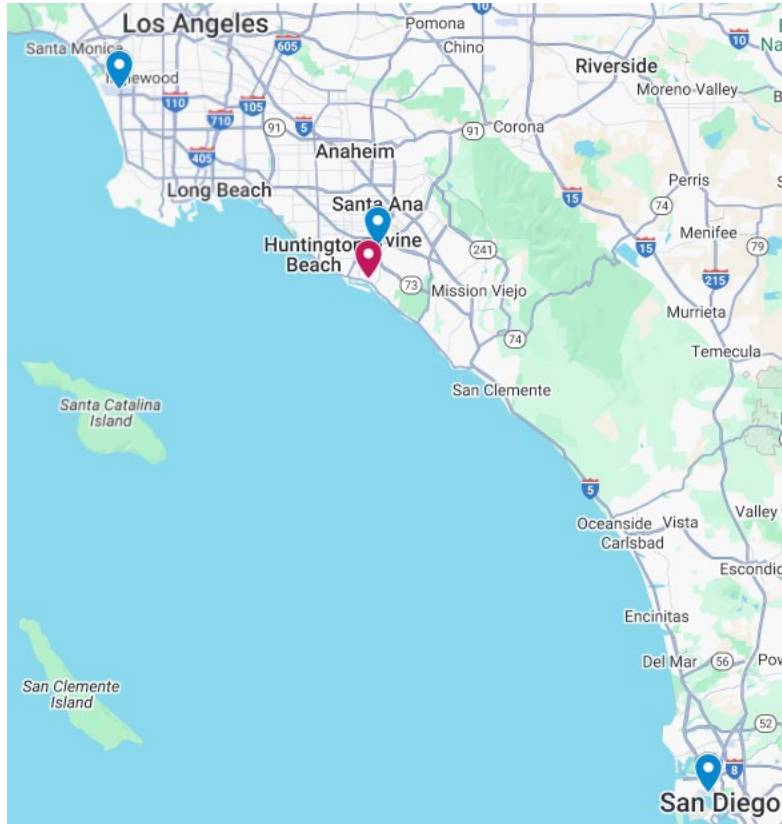 Los Angeles
Pomona
10
Santa Monica
605
Chino
10
Riverside
Moreno Valley
110
105
710
91
5
91
Corona
405
Anaheim
Long Beach
Perris
15
74
Santa Ana
Menifee
Huntington
Beach
241
15
79
73
Mission Viejo
215
Murrieta
74
Temecula
San Clemente
Santa Catalina
Island
5
Valley
Oceanside
Vista
Carlsbad
Encinitas
Del Mar
56
San Clemente
Island
52
8
San Diego